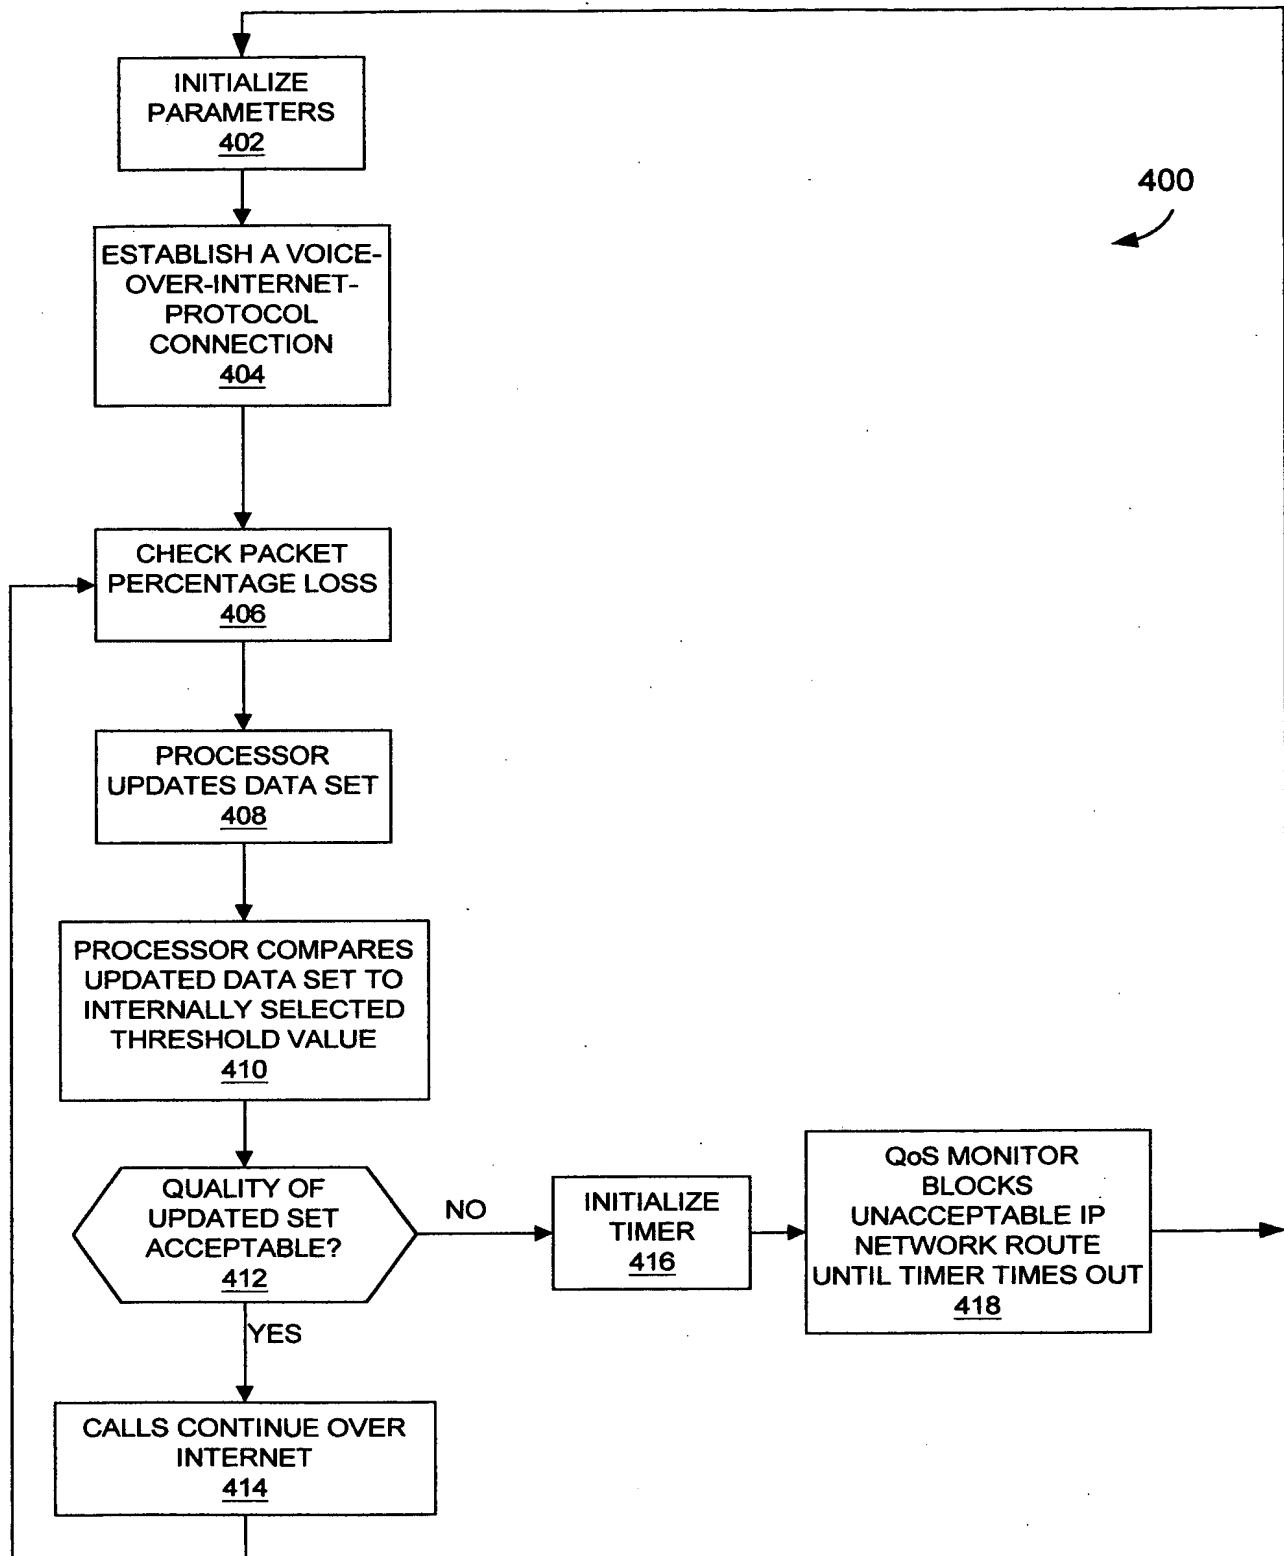 INITIALIZE
PARAMETERS
402
400
ESTABLISH A VOICE-
OVER-INTERNET-
PROTOCOL
CONNECTION
404
CHECK PACKET
PERCENTAGE LOSS
406
PROCESSOR
UPDATES DATA SET
408
PROCESSOR COMPARES
UPDATED DATA SET TO
INTERNALLY SELECTED
THRESHOLD VALUE
410
QUALITY OF
UPDATED SET
ACCEPTABLE?
412
NO
INITIALIZE
TIMER
416
QoS MONITOR
BLOCKS
UNACCEPTABLE IP
NETWORK ROUTE
UNTIL TIMER TIMES OUT
418
YES
CALLS CONTINUE OVER
INTERNET
414